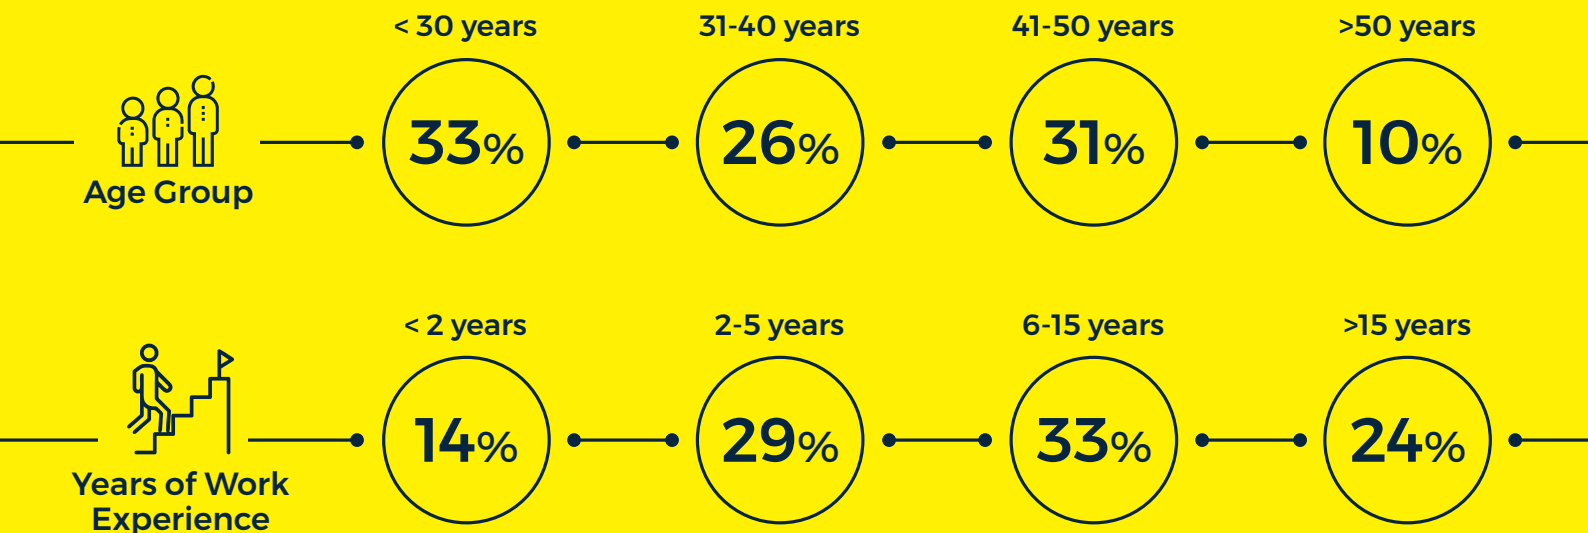 < 30 years
31-40 years
41-50 years
>50 years
33%
26%
31%
10%
Age Group
< 2 years
2-5 years
6-15 years
>15 years
14%
29%
33%
24%
Years of Work
Experience